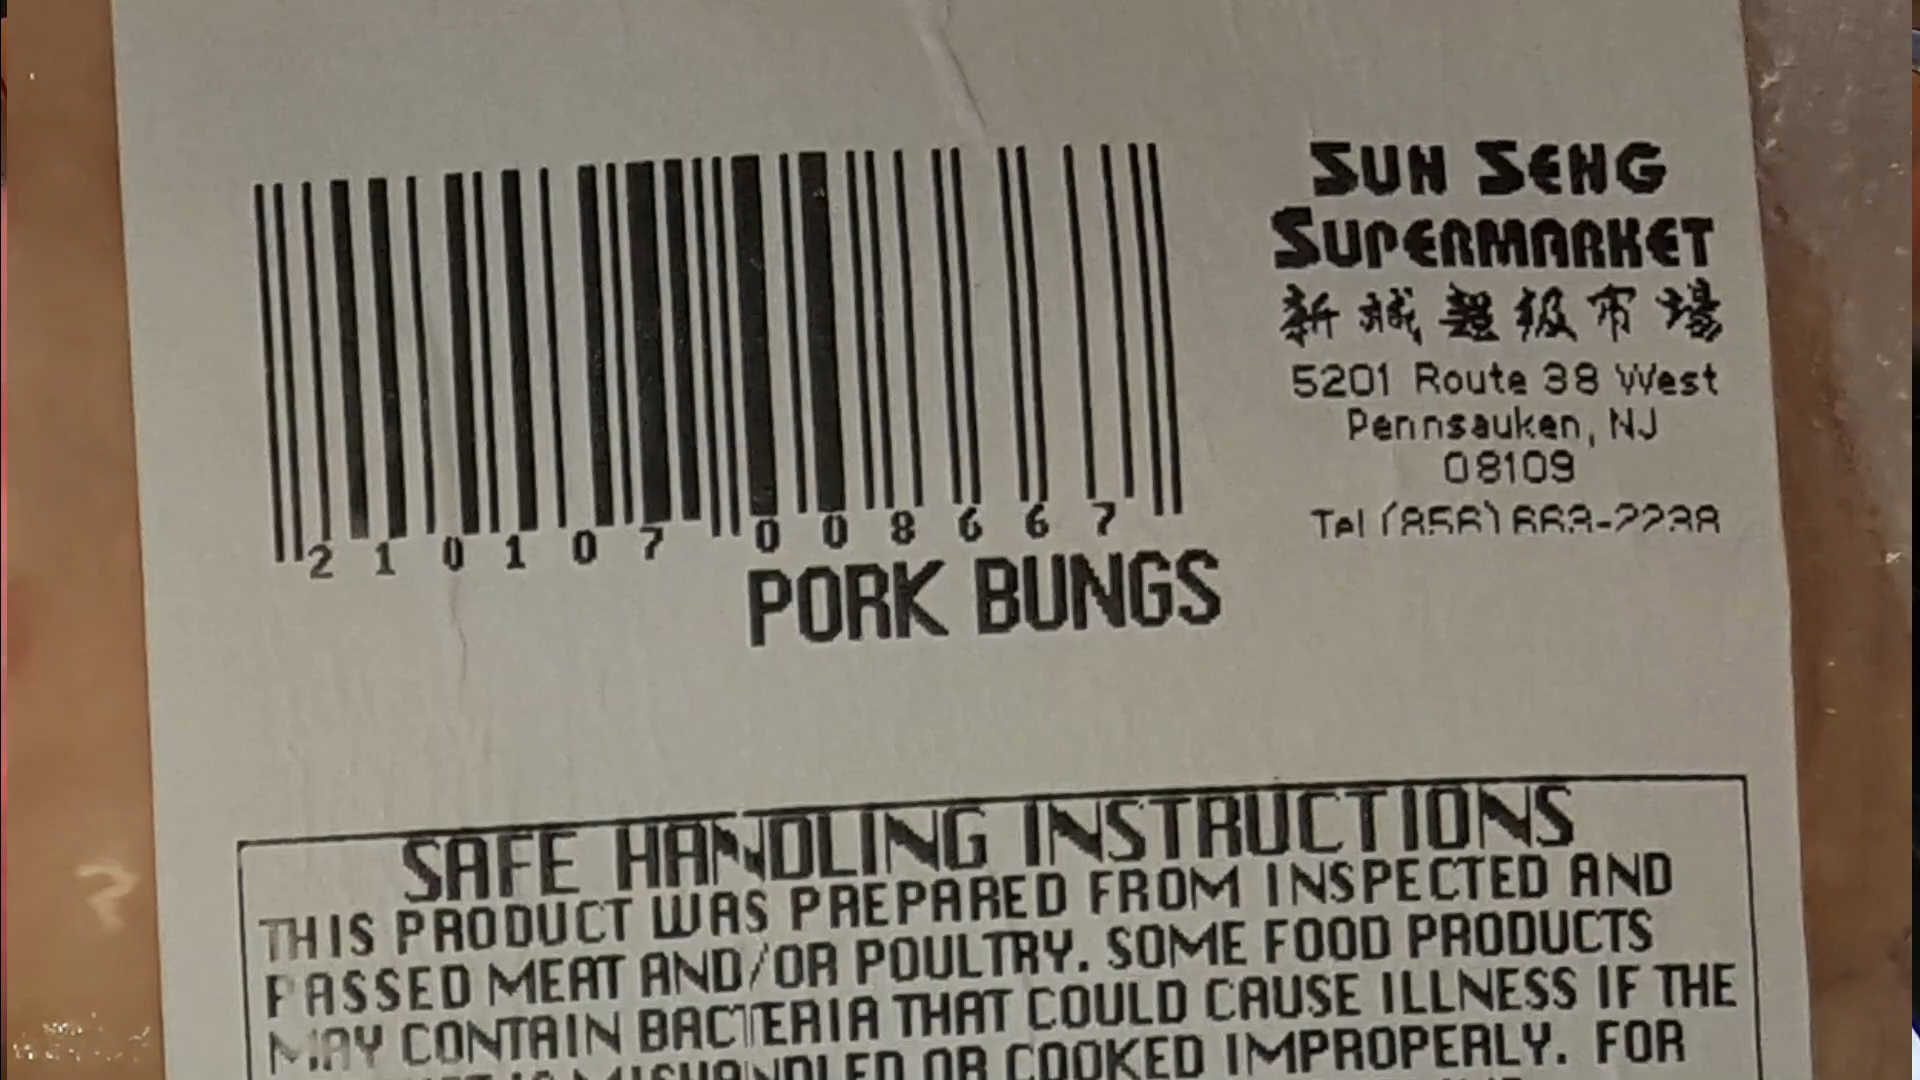 SUN SENG
SUPERMARKET
新城超級市場
5201 Route 38 West
Pennsauken, NJ
08109
Tel (856) 663-2238
2 1 0 1 0 7 0 0 8 6 6 7
PORK BUNGS
SAFE HANDLING INSTRUCTIONS
THIS PRODUCT WAS PREPARED FROM INSPECTED AND
PASSED MEAT AND/OR POULTRY. SOME FOOD PRODUCTS
MAY CONTAIN BACTERIA THAT COULD CAUSE ILLNESS IF THE
MISHANDLED OR COOKED IMPROPERLY. FOR